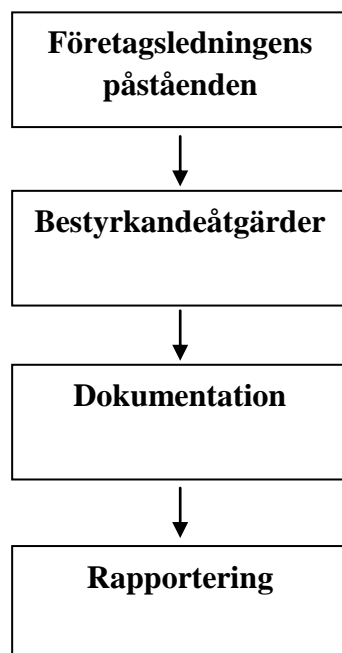 Företagsledningens
påståenden
Bestyrkandeåtgärder
Dokumentation
Rapportering